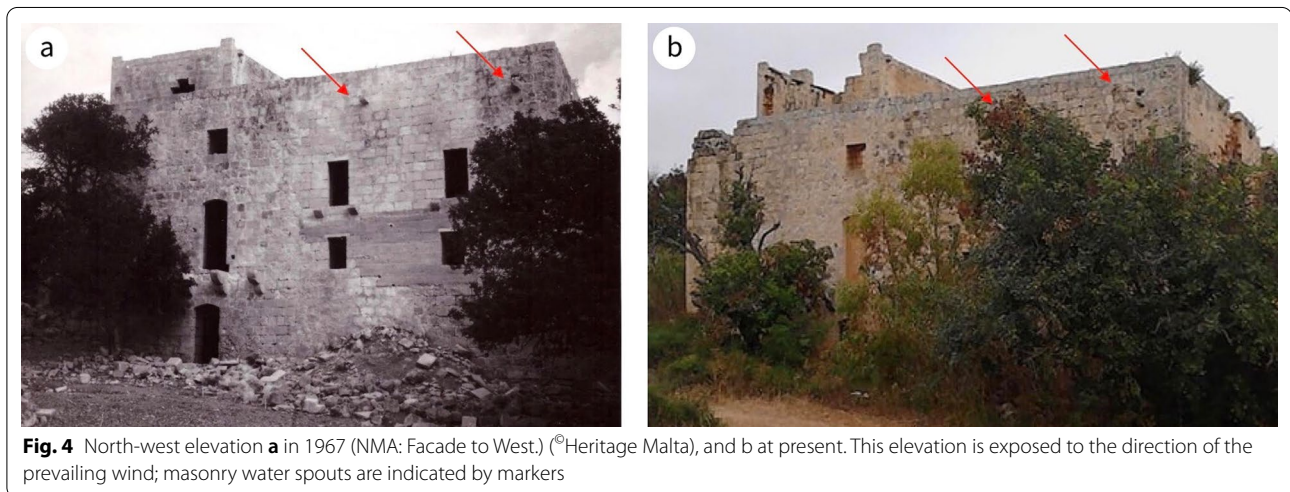 a
b
Fig. 4 North-west elevation a in 1967 (NMA: Facade to West.) (©Heritage Malta), and b at present. This elevation is exposed to the direction of the
prevailing wind; masonry water spouts are indicated by markers